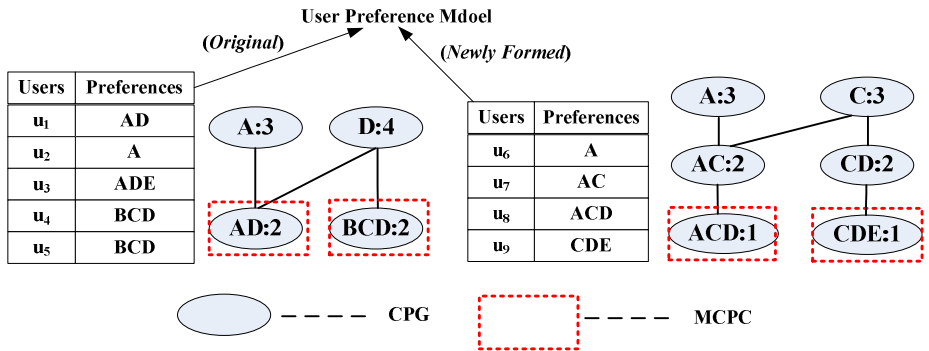 User Preference Mdoel
(Original)
(Newly Formed)
Users Preferences
u1 AD
u2 A
u3 ADE
u4 BCD
u5 BCD
A:3 D:4
AD:2 BCD:2
Users Preferences
u6 A
u7 AC
u8 ACD
u9 CDE
A:3 C:3
AC:2 CD:2
ACD:1 CDE:1
CPG
MCPC